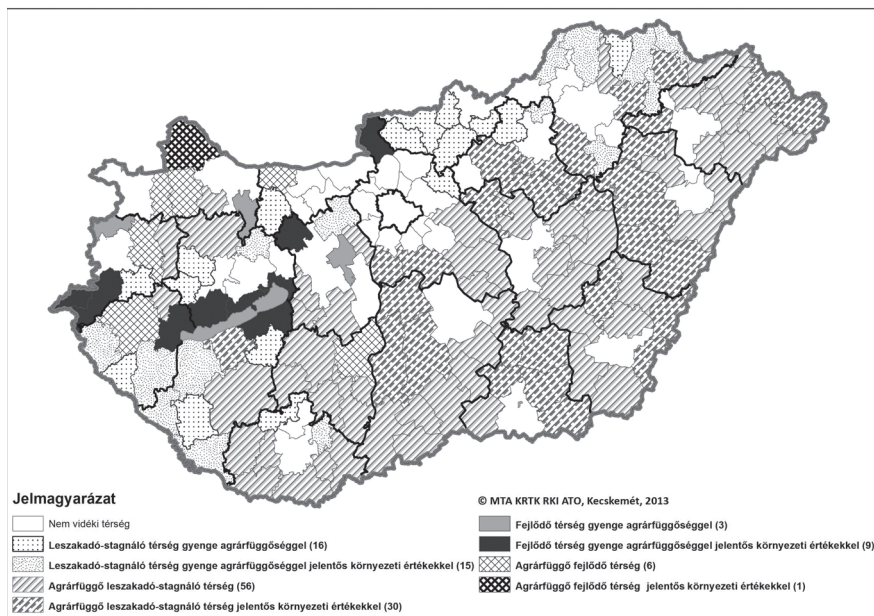 Jelmagyarázat
Nem vidéki térség
Leszakadó-stagnáló térség gyenge agrárfüggőséggel (16)
Leszakadó-stagnáló térség gyenge agrárfüggőséggel jelentős környezeti értékekkel (15)
Agrárfüggő leszakadó-stagnáló térség (56)
Agrárfüggő leszakadó-stagnáló térség jelentős környezeti értékekkel (30)
© MTA KRTK RKI ATO, Kecskemét, 2013
Fejlődő térség gyenge agrárfüggőséggel (3)
Fejlődő térség gyenge agrárfüggőséggel jelentős környezeti értékekkel (9)
Agrárfüggő fejlődő térség (6)
Agrárfüggő fejlődő térség jelentős környezeti értékekkel (1)